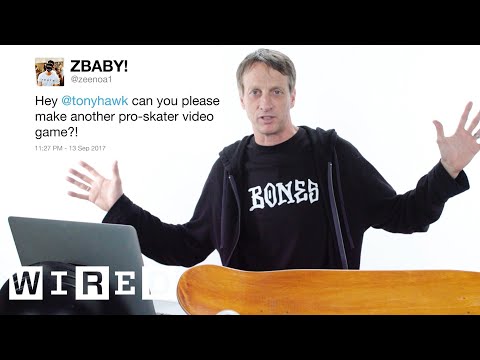 ZBABY!
@zeenoa1
Hey @tonyhawk can you please
make another pro-skater video
game?!
11:27 PM - 13 Sep 2017
BONES
WIRED